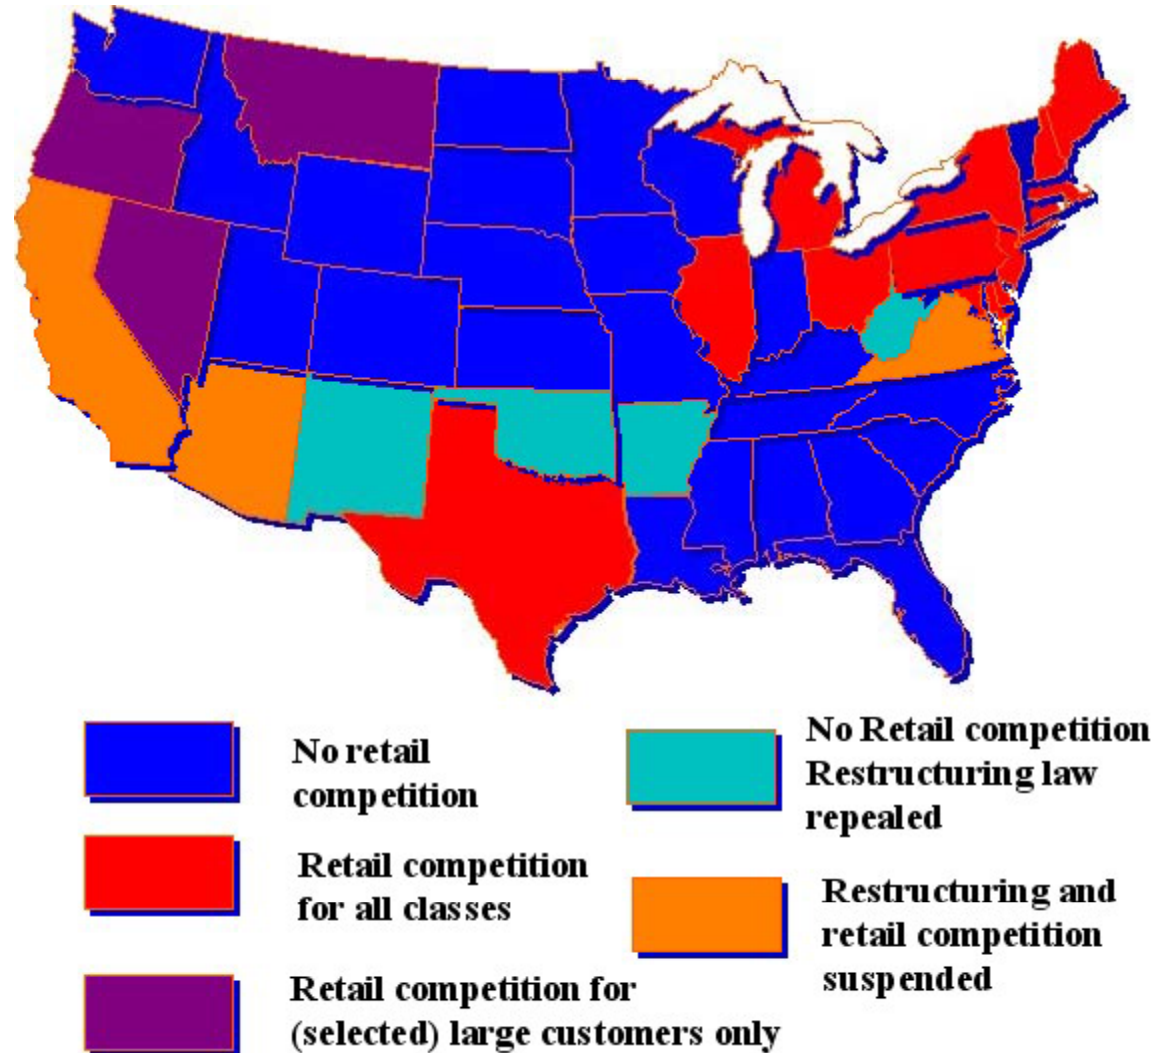 No retail
competition
Retail competition
for all classes
Retail competition for
(selected) large customers only
No Retail competition
Restructuring law
repealed
Restructuring and
retail competition
suspended